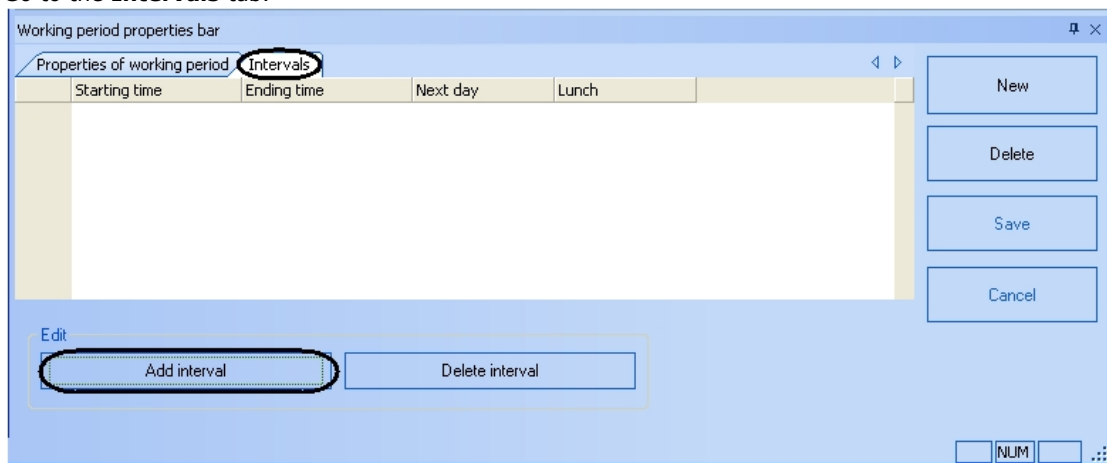 Go to the Intervals tab.
Working period properties bar
Properties of working period Intervals
Starting time Ending time Next day Lunch
New
Delete
Save
Cancel
Edit
Add interval Delete interval
NUM